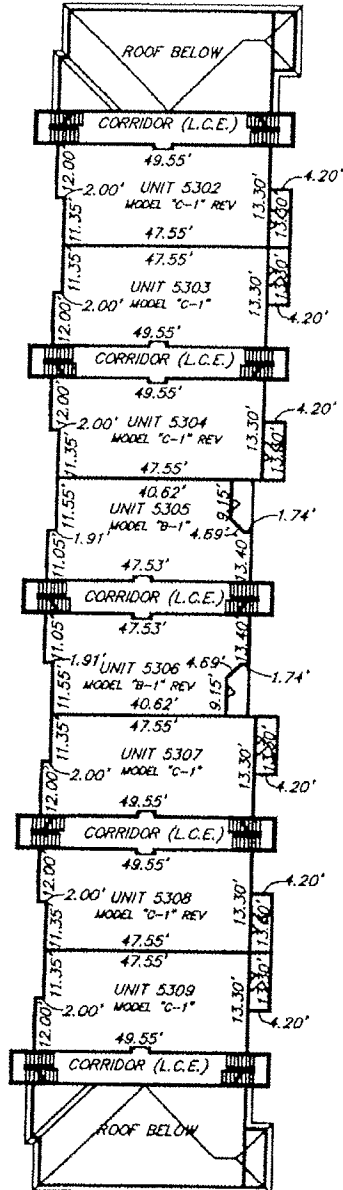 ROOF BELOW
CORRIDOR (L.C.E.)
49.55'
12.00'
4.20'
2.00'
UNIT 5302
MODEL "C-1" REV
13.30'
11.35'
47.55'
47.55'
11.35'
UNIT 5303
13.30'
13.30'
2.00'
MODEL "C-1"
4.20'
12.00'
49.55'
CORRIDOR (L.C.E.)
49.55'
12.00'
4.20'
2.00'
UNIT 5304
MODEL "C-1" REV
13.30'
11.35'
47.55'
40.62'
11.55'
UNIT 5305
9.15'
MODEL "B-1"
1.74'
1.91'
4.69'
11.05'
13.40'
47.53'
CORRIDOR (L.C.E.)
47.53'
11.05'
13.40'
1.91'
UNIT 5306
4.69'
1.74'
MODEL "B-1" REV
11.55'
9.15'
40.62'
47.55'
11.35'
UNIT 5307
13.30'
MODEL "C-1"
2.00'
4.20'
12.00'
49.55'
CORRIDOR (L.C.E.)
49.55'
12.00'
4.20'
2.00'
UNIT 5308
MODEL "C-1" REV
13.30'
11.35'
47.55'
47.55'
11.35'
UNIT 5309
13.30'
13.30'
MODEL "C-1"
2.00'
4.20'
12.00'
49.55'
CORRIDOR (L.C.E.)
ROOF BELOW